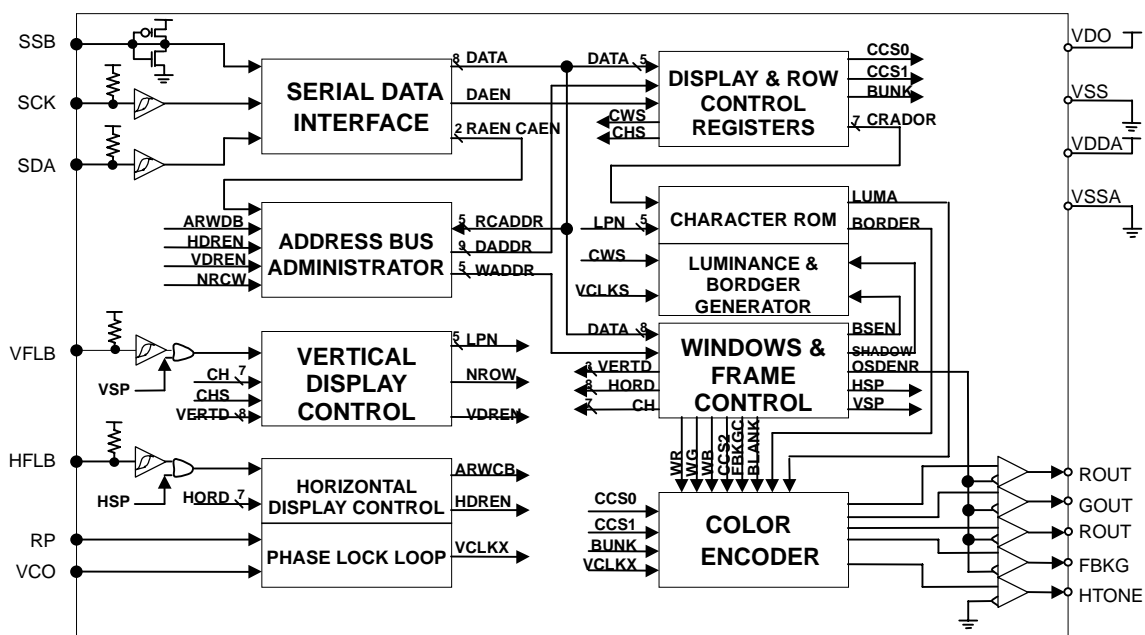 SSB
SCK
SDA
SERIAL DATA
INTERFACE
8 DATA
DAEN
2 RAEN CAEN
DATA 5
CWS
CHS
DISPLAY & ROW
CONTROL
REGISTERS
CCS0
CCS1
BUNK
7 CRADOR
VDO
VSS
VDDA
VSSA
ARWDB
HDREN
VDREN
NRCW
ADDRESS BUS
ADMINISTRATOR
5 RCADDR
9 DADDR
5 WADDR
LPN 5
CWS
VCLKS
CHARACTER ROM
LUMINANCE &
BORDGER
GENERATOR
LUMA
BORDER
VFLB
VSP
CH 7
CHS
VERTD 8
VERTICAL
DISPLAY
CONTROL
5 LPN
NROW
VDREN
DATA 8
8 VERTD
8 HORD
7 CH
WINDOWS &
FRAME
CONTROL
BSEN
SHADOW
OSDENR
HSP
VSP
WR
WG
WB
CCS2
FBKGC
BLANK
HFLB
HSP
HORD 7
HORIZONTAL
DISPLAY CONTROL
ARWCB
HDREN
RP
VCO
PHASE LOCK LOOP
VCLKX
CCS0
CCS1
BUNK
VCLKX
COLOR
ENCODER
ROUT
GOUT
ROUT
FBKG
HTONE